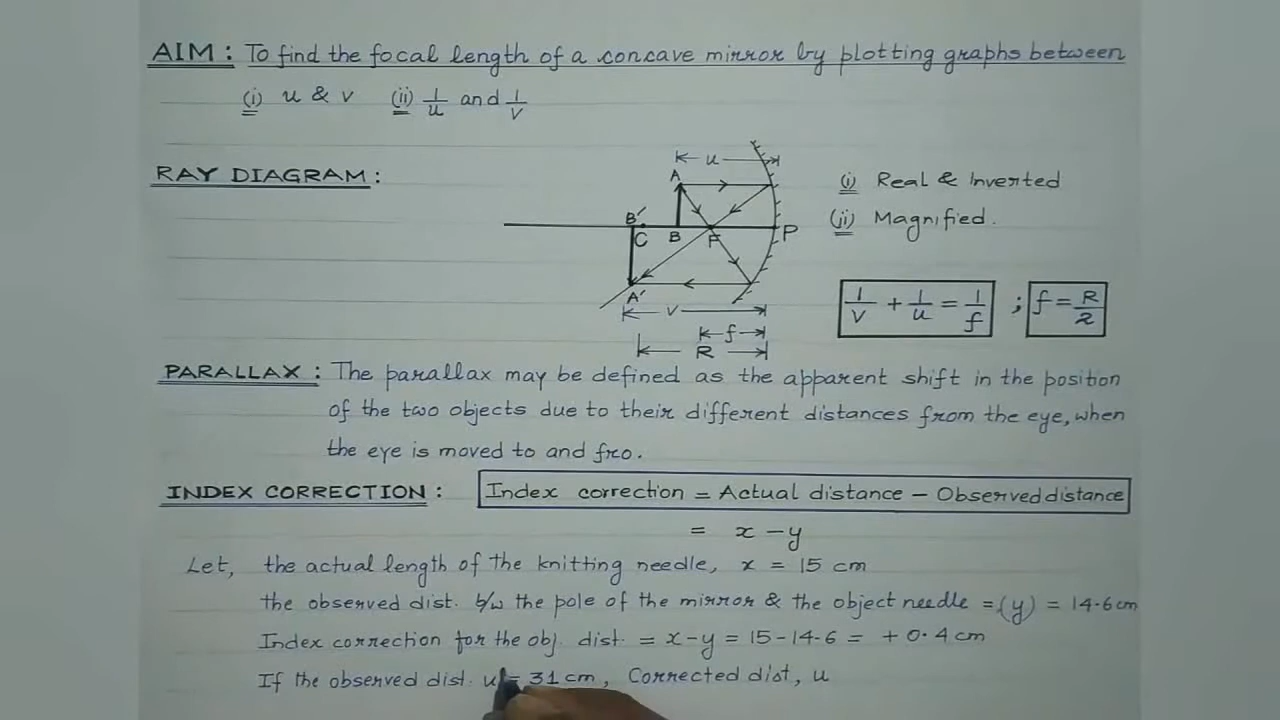 AIM: To find the focal length of a concave mirror by plotting graphs between
(i) u & v (ii) 1/u and 1/v
RAY DIAGRAM:
u
A
B'
C
B
F
P
A'
v
f
R
(i) Real & Inverted
(ii) Magnified.
1/v + 1/u = 1/f ; f = R/2
PARALLAX: The parallax may be defined as the apparent shift in the position
of the two objects due to their different distances from the eye, when
the eye is moved to and fro.
INDEX CORRECTION: Index correction = Actual distance - Observed distance
= x - y
Let, the actual length of the knitting needle, x = 15 cm
the observed dist. b/w the pole of the mirror & the object needle = (y) = 14.6 cm
Index correction for the obj. dist. = x - y = 15 - 14.6 = + 0.4 cm
If the observed dist. u = 31 cm, Corrected dist, u